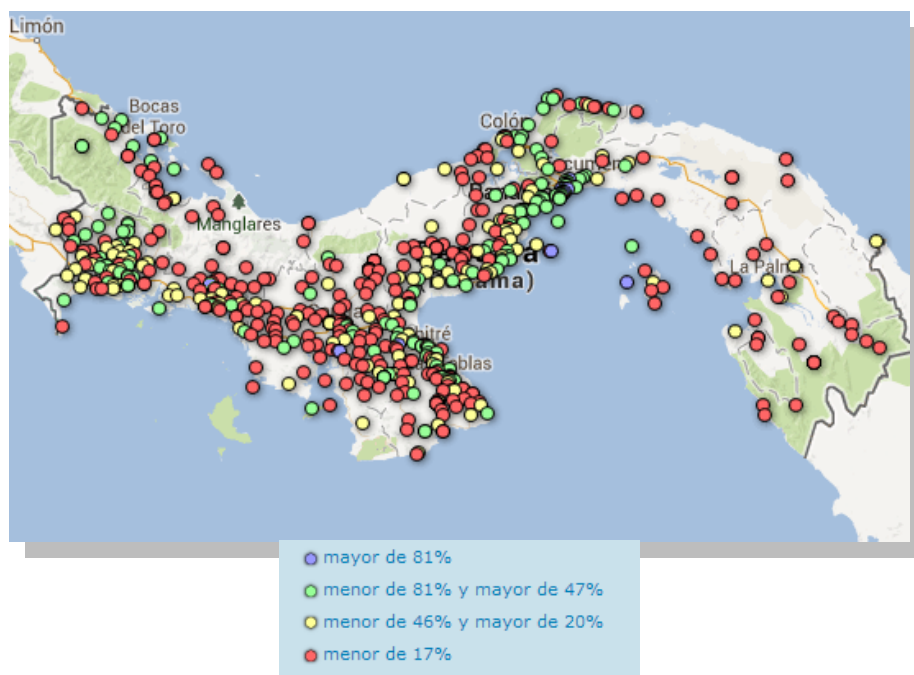 Limón
Bocas
del Toro
Colón
Manglares
La Palma
mayor de 81%
menor de 81% y mayor de 47%
menor de 46% y mayor de 20%
menor de 17%